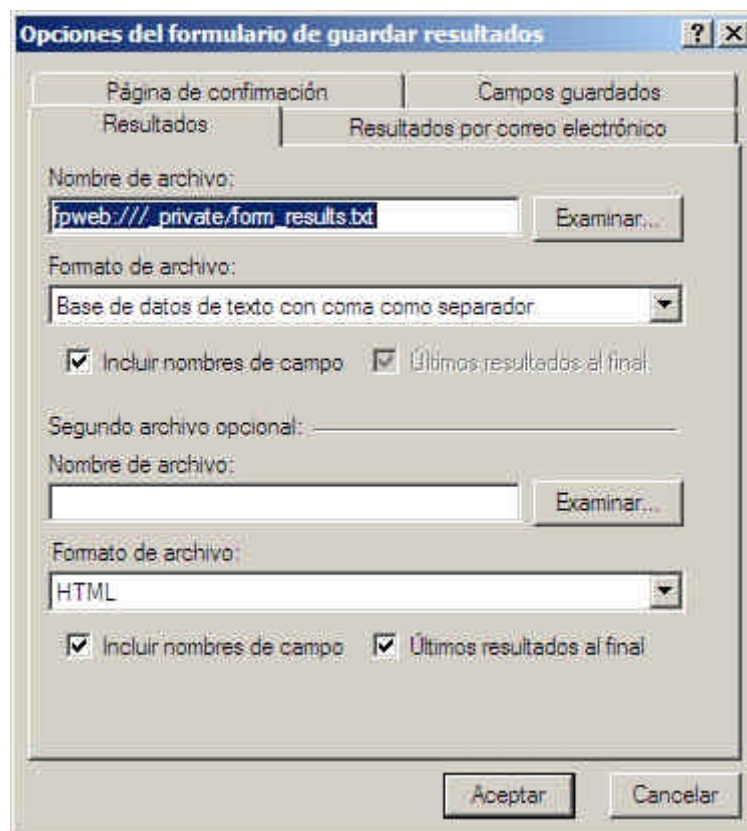 Opciones del formulario de guardar resultados
Página de confirmación Campos guardados
Resultados Resultados por correo electrónico
Nombre de archivo:
fpweb:///_private/form_results.txt Examinar...
Formato de archivo:
Base de datos de texto con coma como separador
Incluir nombres de campo Últimos resultados al final
Segundo archivo opcional:
Nombre de archivo:
Examinar...
Formato de archivo:
HTML
Incluir nombres de campo Últimos resultados al final
Aceptar Cancelar